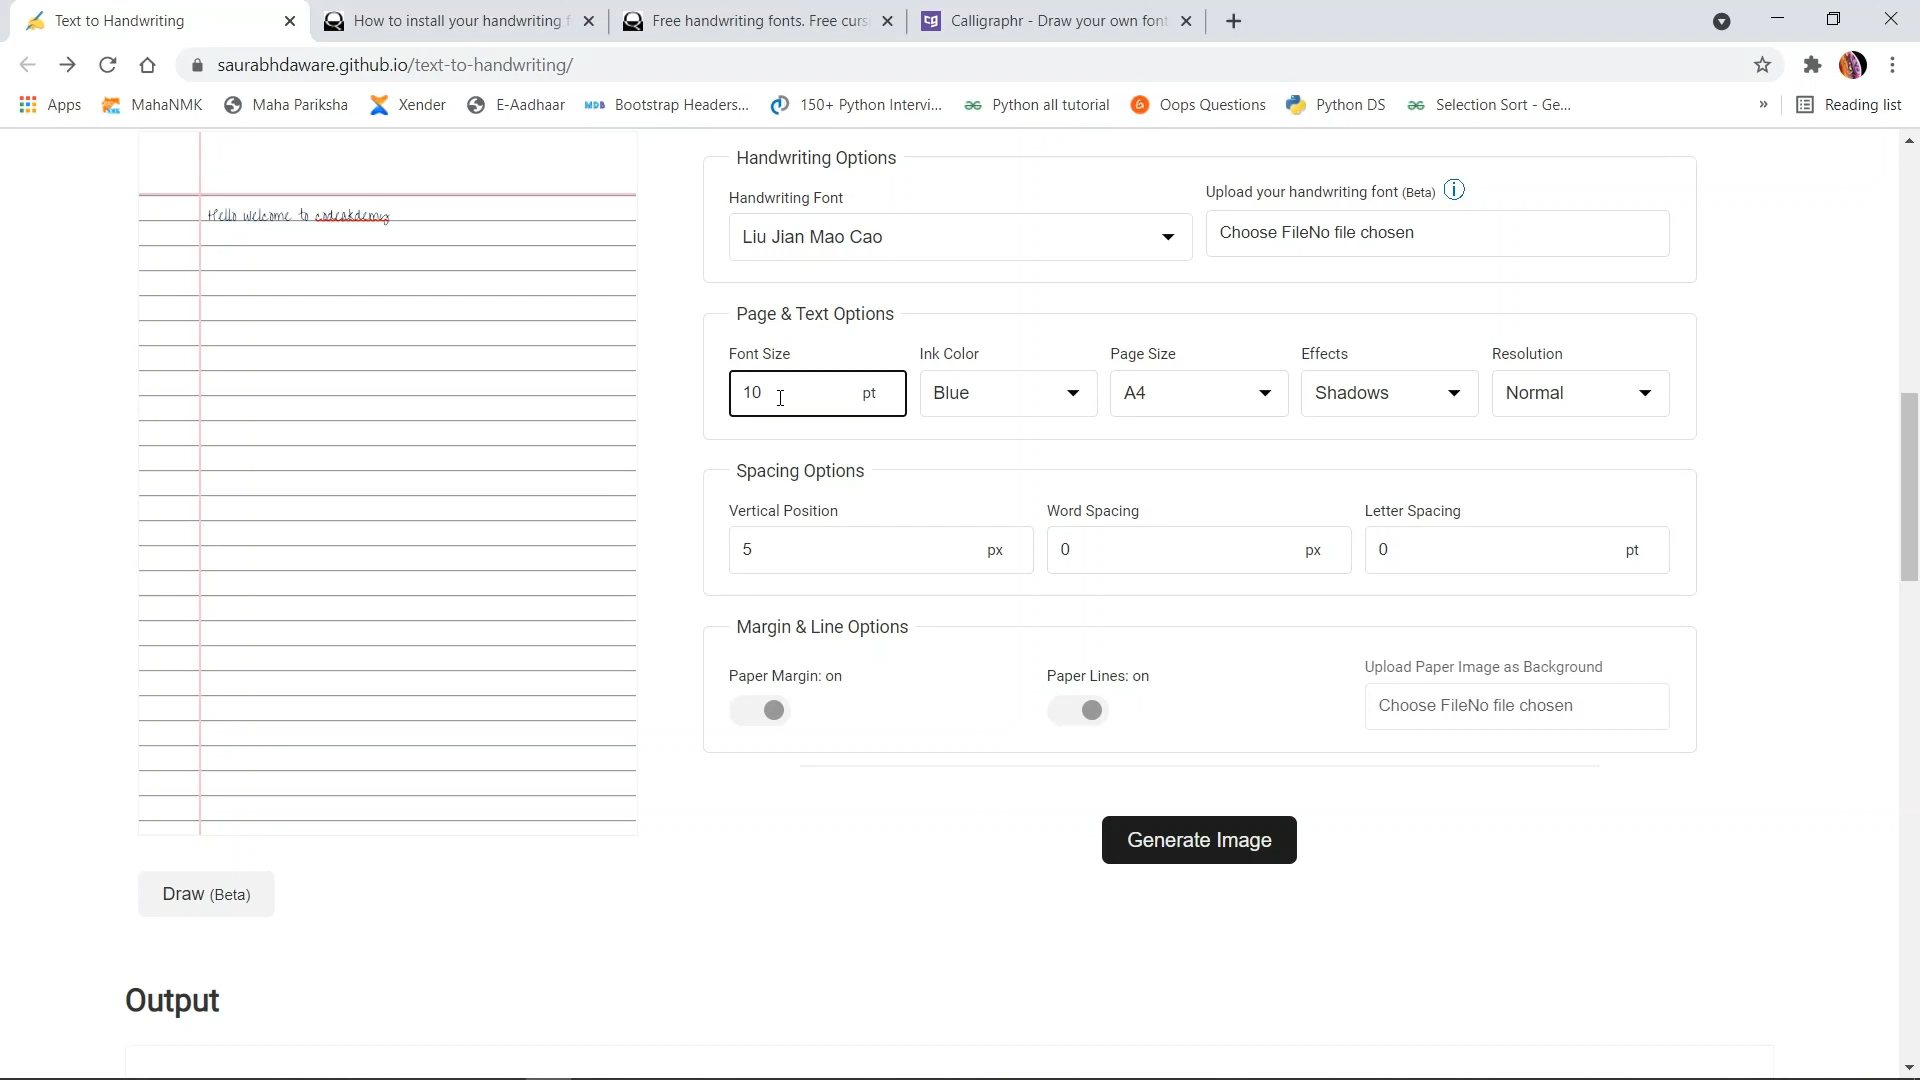 Text to Handwriting
How to install your handwriting f
Free handwriting fonts. Free curs
Calligraphr - Draw your own font
saurabhdaware.github.io/text-to-handwriting/
Apps
MahaNMK
Maha Pariksha
Xender
E-Aadhaar
Bootstrap Headers...
150+ Python Intervi...
Python all tutorial
Oops Questions
Python DS
Selection Sort - Ge...
»
Reading list
Hello welcome to codeakdemy
Handwriting Options
Handwriting Font
Upload your handwriting font (Beta)
Liu Jian Mao Cao
Choose FileNo file chosen
Page & Text Options
Font Size
Ink Color
Page Size
Effects
Resolution
10 pt
Blue
A4
Shadows
Normal
Spacing Options
Vertical Position
Word Spacing
Letter Spacing
5 px
0 px
0 pt
Margin & Line Options
Paper Margin: on
Paper Lines: on
Upload Paper Image as Background
Choose FileNo file chosen
Generate Image
Draw (Beta)
Output